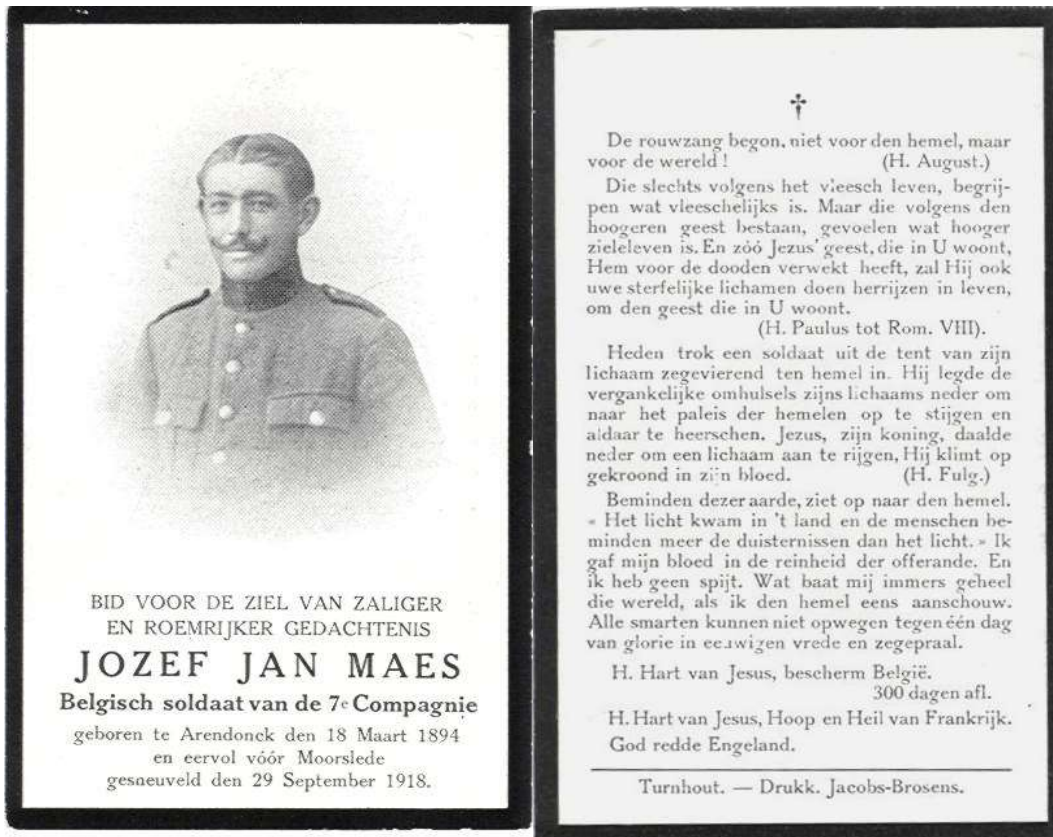 BID VOOR DE ZIEL VAN ZALIGER
EN ROEMRIJKER GEDACHTENIS
JOZEF JAN MAES
Belgisch soldaat van de 7e Compagnie
geboren te Arendonck den 18 Maart 1894
en eervol vóór Moorslede
gesneuveld den 29 September 1918.
†
De rouwzang begon, niet voor den hemel, maar
voor de wereld ! (H. August.)
Die slechts volgens het vleesch leven, begrij-
pen wat vleeschelijks is. Maar die volgens den
hoogeren geest bestaan, gevoelen wat hooger
zieleleven is. En zóó Jezus' geest, die in U woont,
Hem voor de dooden verwekt heeft, zal Hij ook
uwe sterfelijke lichamen doen herrijzen in leven,
om den geest die in U woont.
(H. Paulus tot Rom. VIII).
Heden trok een soldaat uit de tent van zijn
lichaam zegevierend ten hemel in. Hij legde de
vergankelijke omhulsels zijns lichaams neder om
naar het paleis der hemelen op te stijgen en
aldaar te heerschen. Jezus, zijn koning, daalde
neder om een lichaam aan te rijgen, Hij klimt op
gekroond in zijn bloed. (H. Fulg.)
Beminden dezer aarde, ziet op naar den hemel.
« Het licht kwam in 't land en de menschen be-
minden meer de duisternissen dan het licht. » Ik
gaf mijn bloed in de reinheid der offerande. En
ik heb geen spijt. Wat baat mij immers geheel
die wereld, als ik den hemel eens aanschouw.
Alle smarten kunnen niet opwegen tegen één dag
van glorie in eeuwigen vrede en zegepraal.
H. Hart van Jesus, bescherm België.
300 dagen afl.
H. Hart van Jesus, Hoop en Heil van Frankrijk.
God redde Engeland.
Turnhout. — Drukk. Jacobs-Brosens.